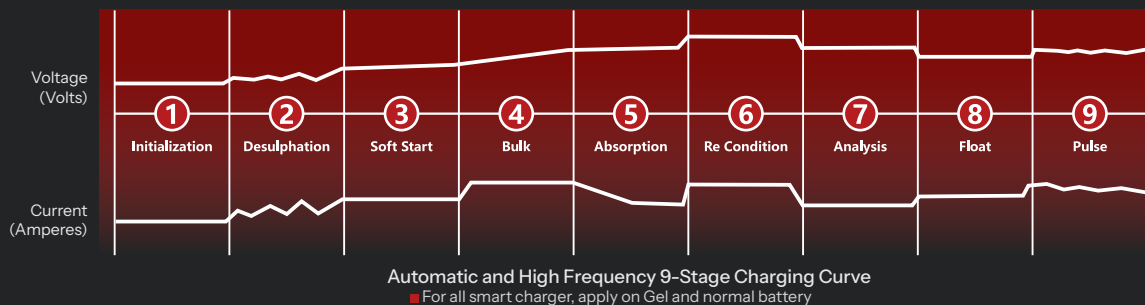 Voltage
(Volts)
1
2
3
4
5
6
7
8
9
Initialization
Desulphation
Soft Start
Bulk
Absorption
Re Condition
Analysis
Float
Pulse
Current
(Amperes)
Automatic and High Frequency 9-Stage Charging Curve
For all smart charger, apply on Gel and normal battery